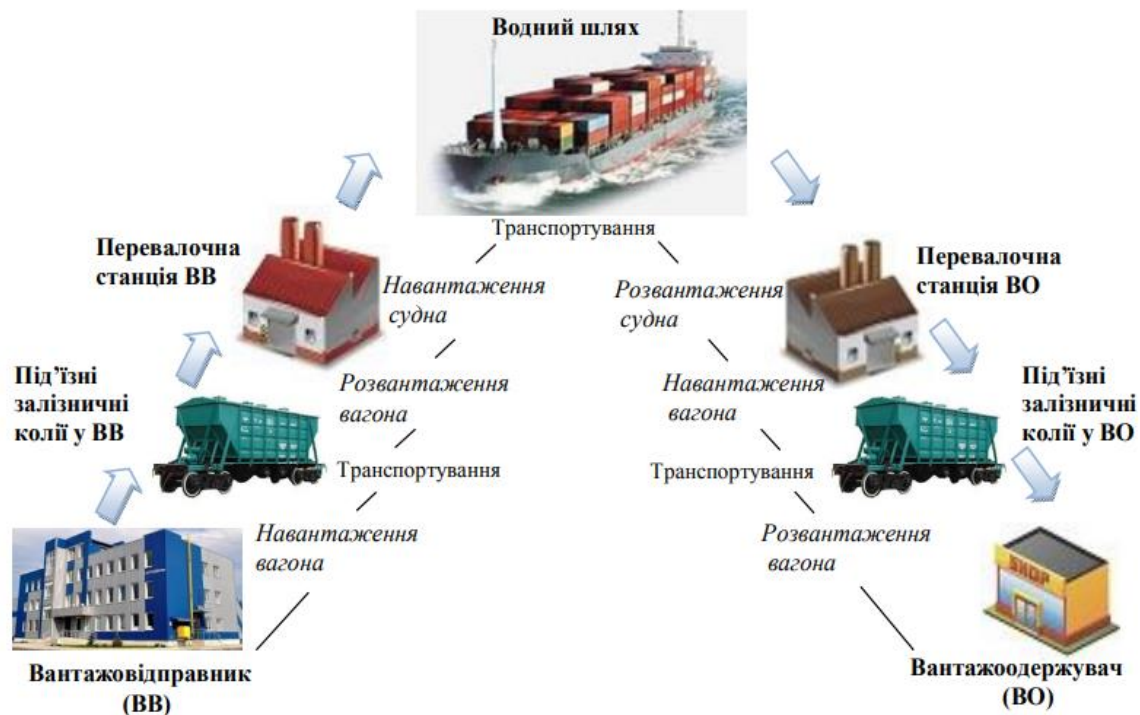 Водний шлях
Транспортування
Перевалочна
станція ВВ
Навантаження
судна
Розвантаження
судна
Перевалочна
станція ВО
Під’їзні
залізничні
колії у ВВ
Розвантаження
вагона
Навантаження
вагона
Під’їзні
залізничні
колії у ВО
Транспортування
Транспортування
Навантаження
вагона
Розвантаження
вагона
SHOP
Вантажовідправник
(ВВ)
Вантажоодержувач
(ВО)